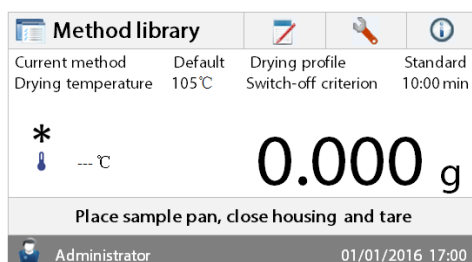 Method library
Current method Default Drying profile Standard
Drying temperature 105℃ Switch-off criterion 10:00 min
*
--- ℃
0.000 g
Place sample pan, close housing and tare
Administrator 01/01/2016 17:00